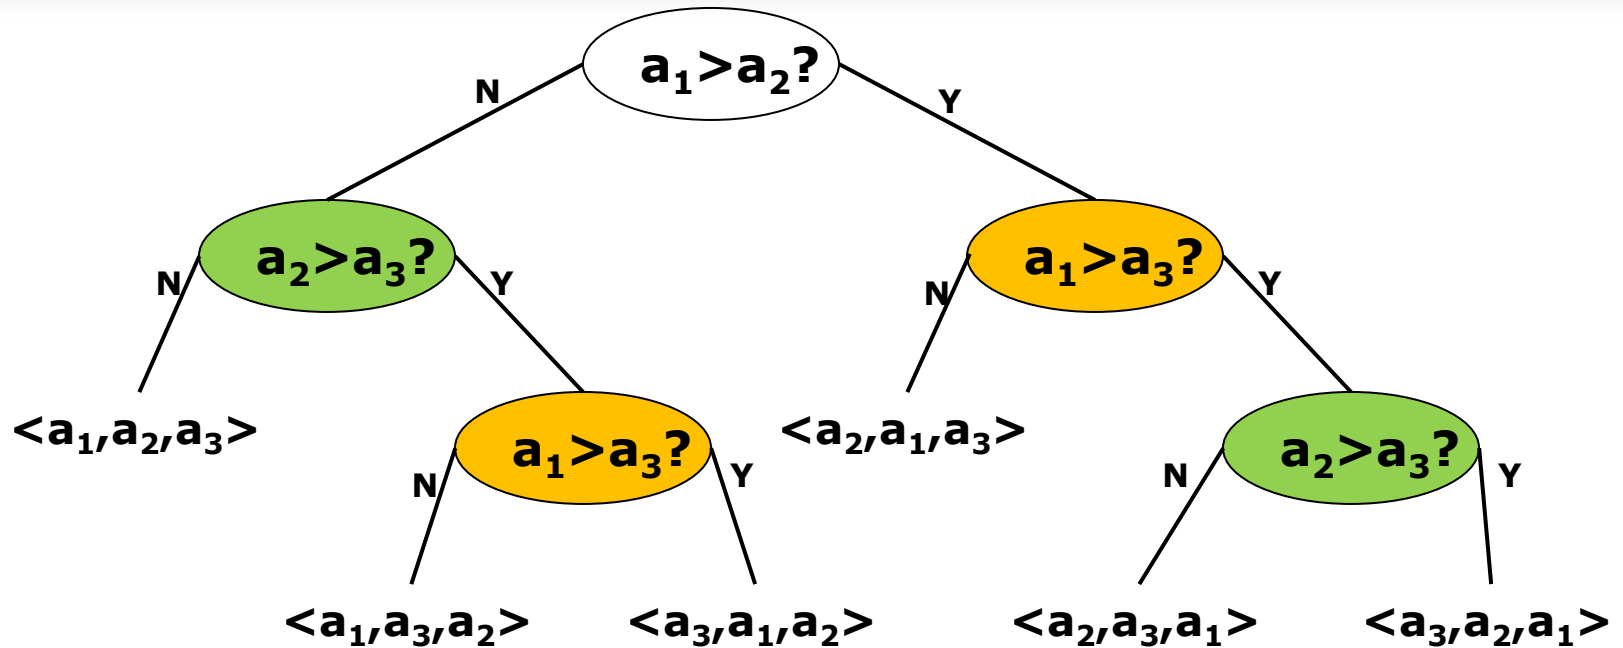 a₁>a₂?
N
Y
a₂>a₃?
a₁>a₃?
N
Y
N
Y
<a₁,a₂,a₃>
a₁>a₃?
<a₂,a₁,a₃>
a₂>a₃?
N
Y
N
Y
<a₁,a₃,a₂>
<a₃,a₁,a₂>
<a₂,a₃,a₁>
<a₃,a₂,a₁>